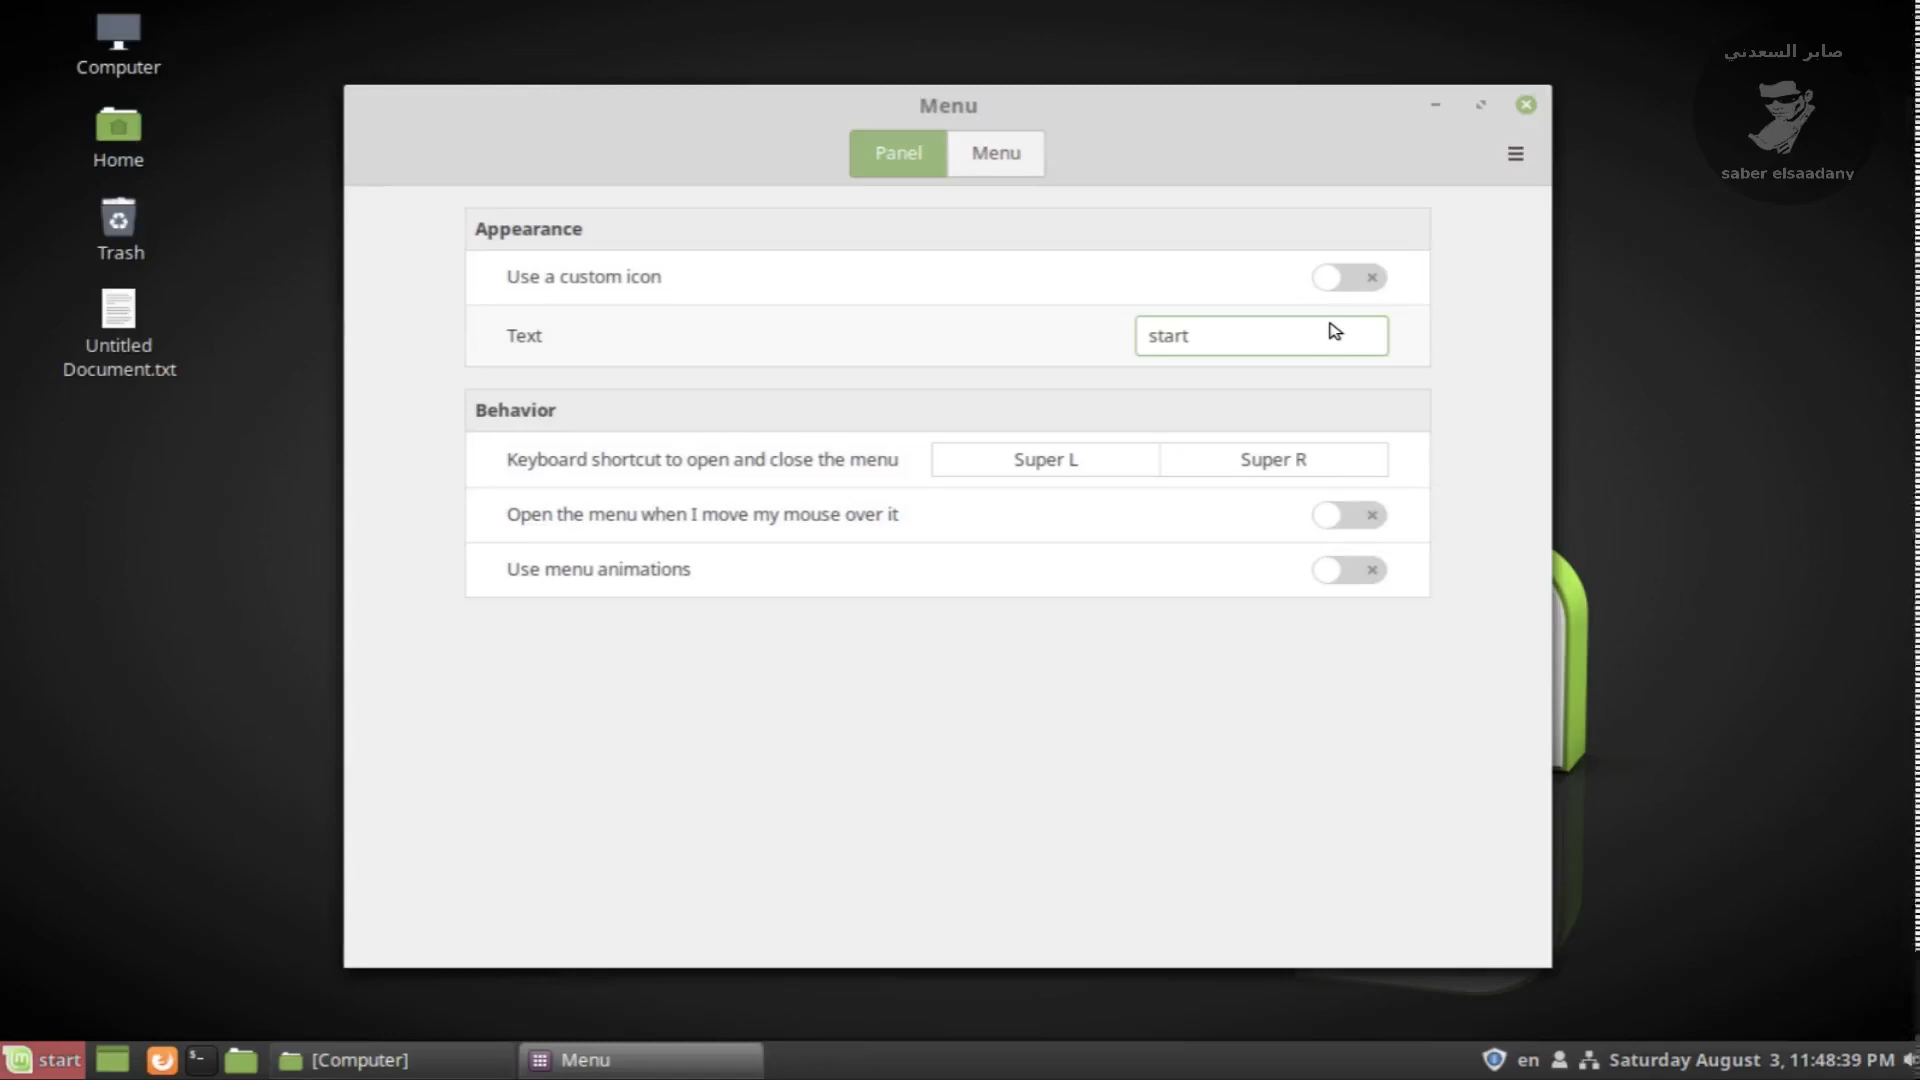 Computer
Home
Trash
Untitled
Document.txt
صابر السعدني
saber elsaadany
Menu
Panel
Menu
Appearance
Use a custom icon
Text
start
Behavior
Keyboard shortcut to open and close the menu
Super L
Super R
Open the menu when I move my mouse over it
Use menu animations
start
$-
[Computer]
Menu
en
Saturday August 3, 11:48:39 PM